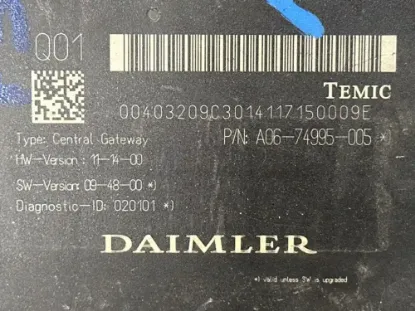 Q01
TEMIC
00403209C3014117150009E
Type: Central Gateway
P/N: A06-74995-005 *)
HW-Version: 11-14-00
SW-Version: 09-48-00 *)
Diagnostic-ID: 020101 *)
DAIMLER
*) valid unless SW is upgraded